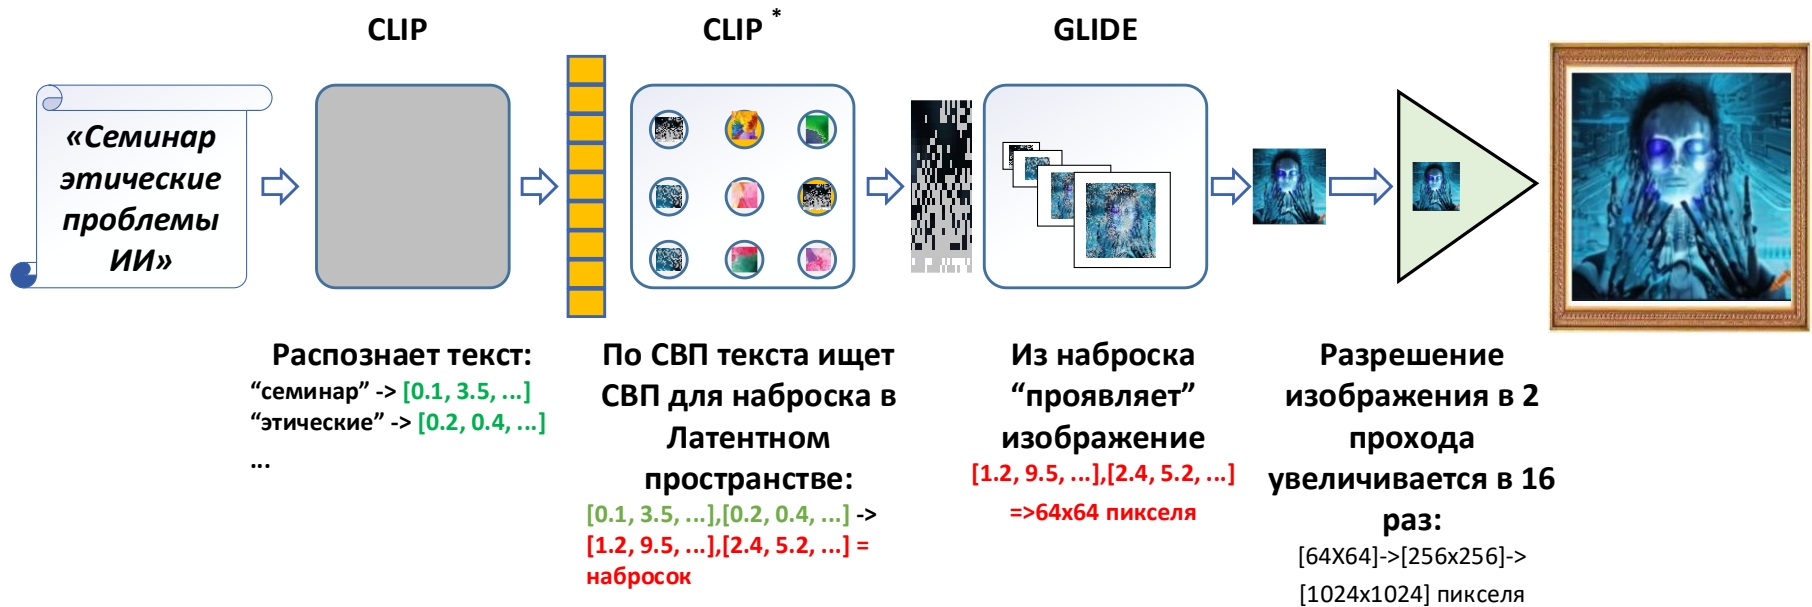 CLIP
CLIP *
GLIDE
«Семинар
этические
проблемы
ИИ»
Распознает текст:
“семинар” -> [0.1, 3.5, ...]
“этические” -> [0.2, 0.4, ...]
...
По СВП текста ищет
СВП для наброска в
Латентном
пространстве:
[0.1, 3.5, ...],[0.2, 0.4, ...] ->
[1.2, 9.5, ...],[2.4, 5.2, ...] =
набросок
Из наброска
“проявляет”
изображение
[1.2, 9.5, ...],[2.4, 5.2, ...]
=>64x64 пикселя
Разрешение
изображения в 2
прохода
увеличивается в 16
раз:
[64X64]->[256x256]->
[1024x1024] пикселя